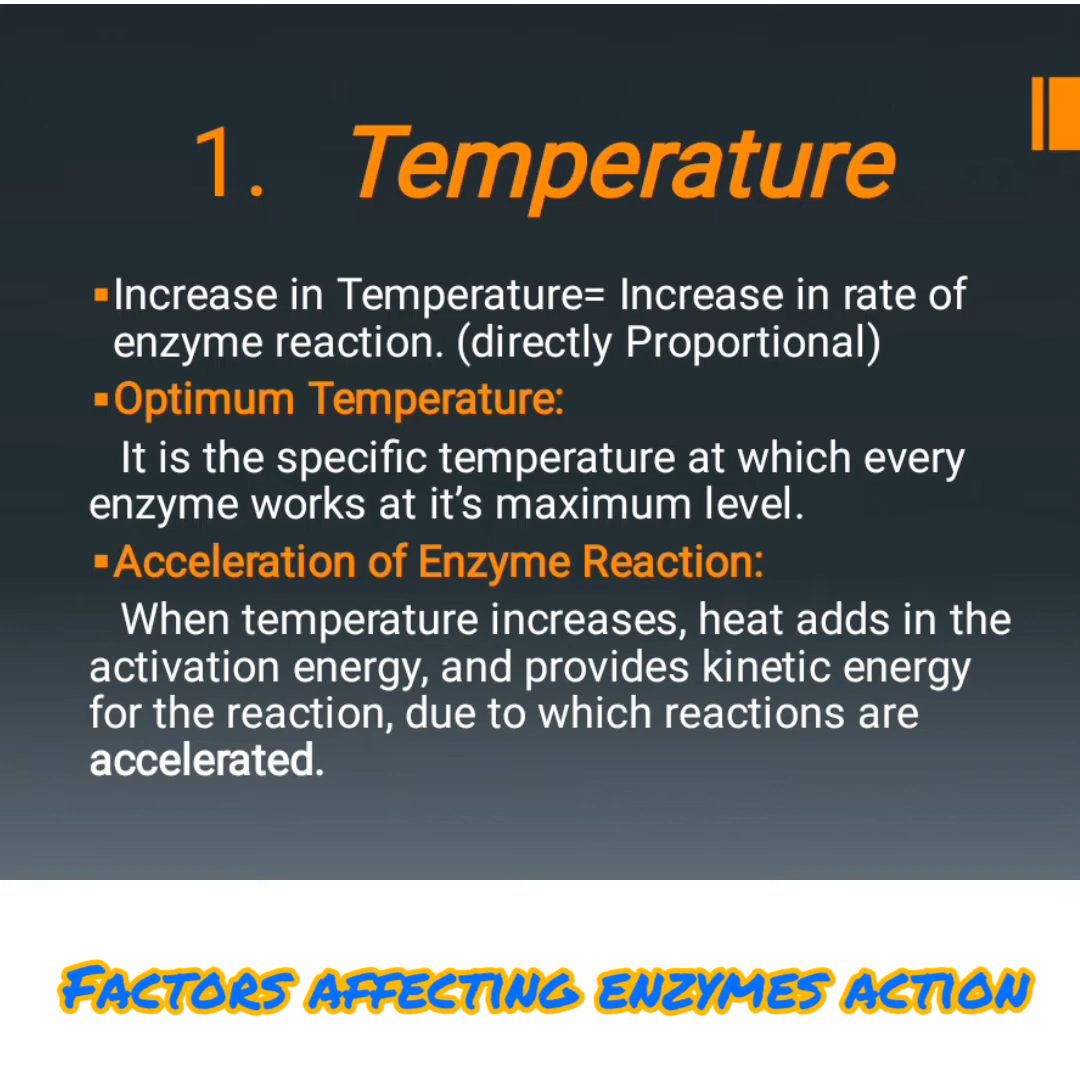 1. Temperature
▪Increase in Temperature= Increase in rate of
enzyme reaction. (directly Proportional)
▪Optimum Temperature:
It is the specific temperature at which every
enzyme works at it’s maximum level.
▪Acceleration of Enzyme Reaction:
When temperature increases, heat adds in the
activation energy, and provides kinetic energy
for the reaction, due to which reactions are
accelerated.
FACTORS AFFECTING ENZYMES ACTION